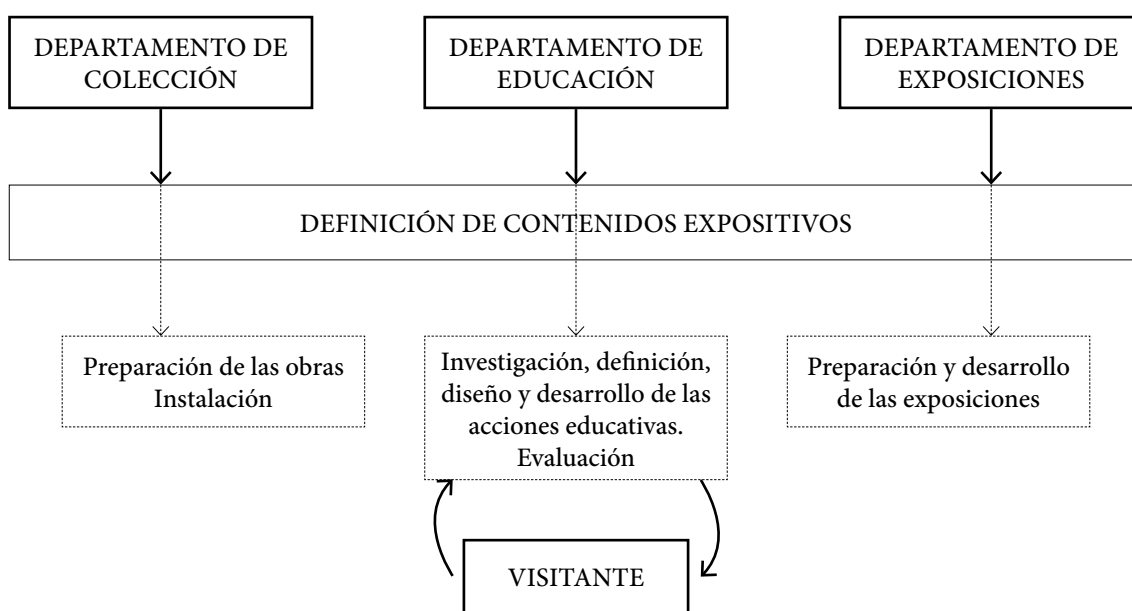 DEPARTAMENTO DE
COLECCIÓN
DEPARTAMENTO DE
EDUCACIÓN
DEPARTAMENTO DE
EXPOSICIONES
DEFINICIÓN DE CONTENIDOS EXPOSITIVOS
Preparación de las obras
Instalación
Investigación, definición,
diseño y desarrollo de las
acciones educativas.
Evaluación
Preparación y desarrollo
de las exposiciones
VISITANTE